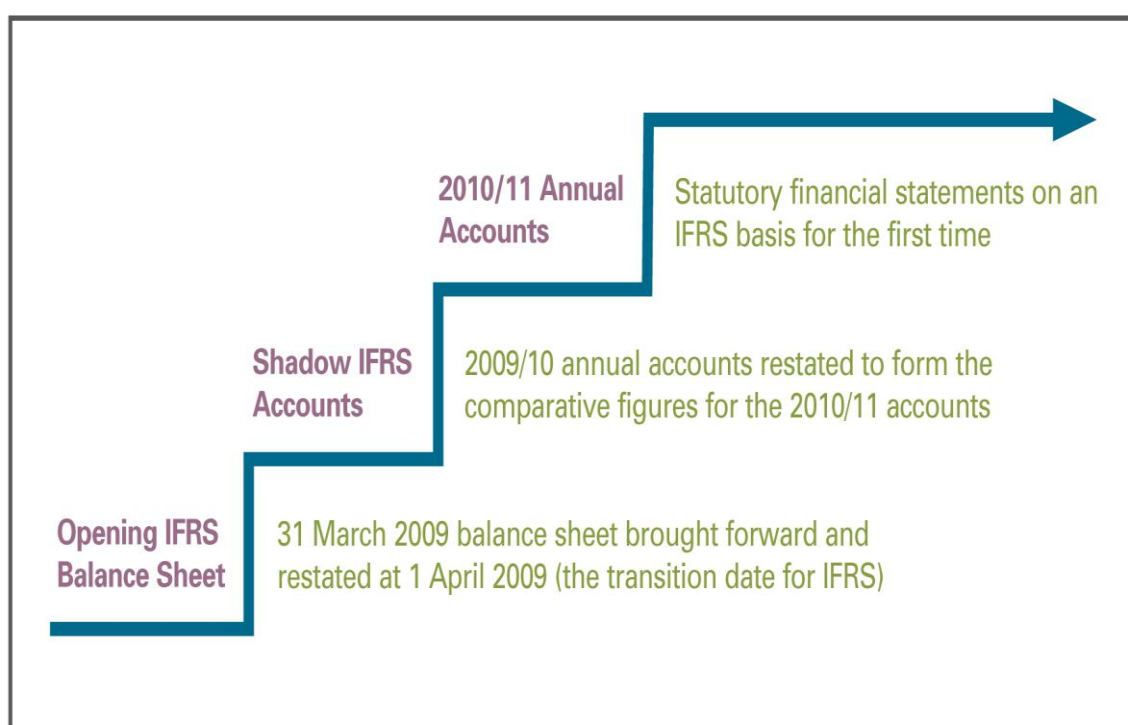 2010/11 Annual
Accounts
Statutory financial statements on an
IFRS basis for the first time
Shadow IFRS
Accounts
2009/10 annual accounts restated to form the
comparative figures for the 2010/11 accounts
Opening IFRS
Balance Sheet
31 March 2009 balance sheet brought forward and
restated at 1 April 2009 (the transition date for IFRS)